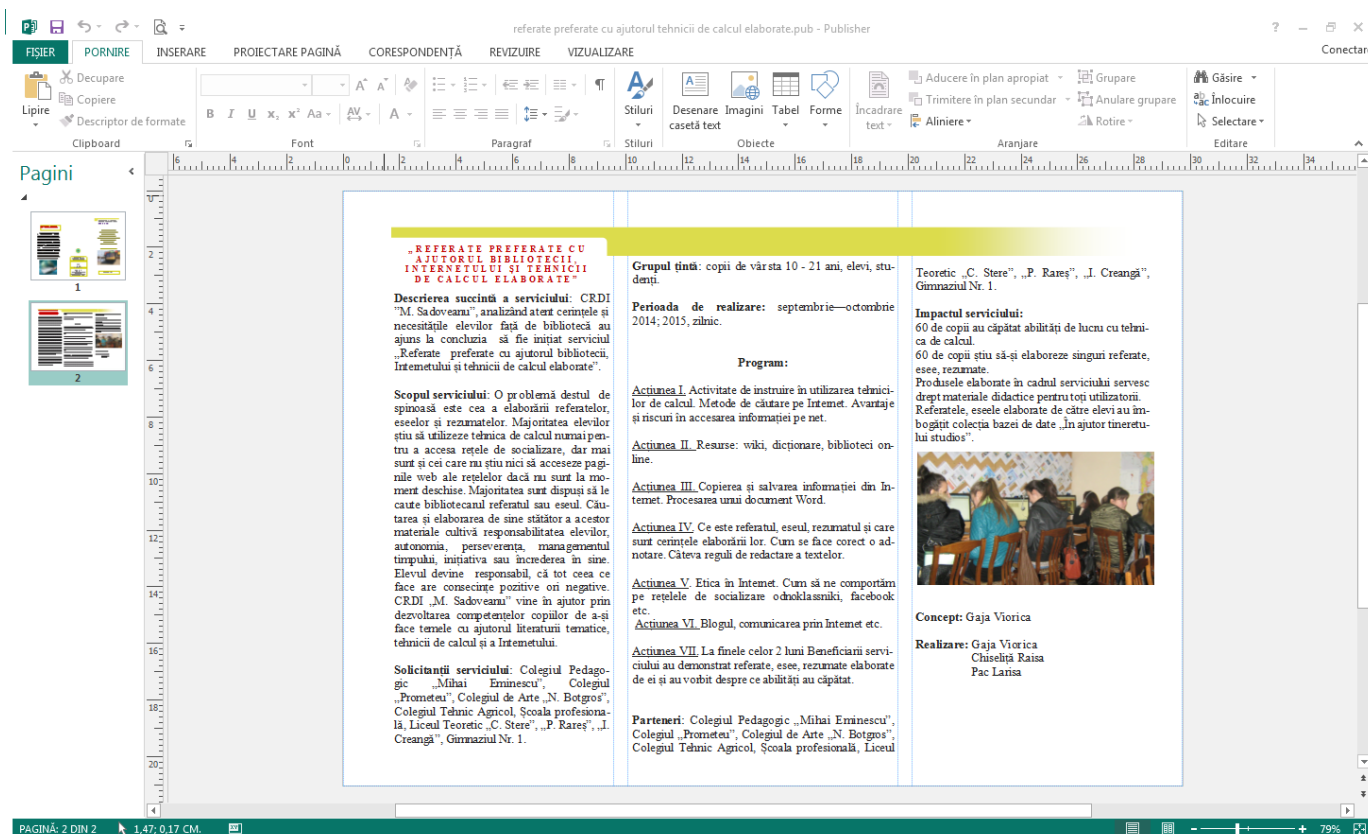 referate preferate cu ajutorul tehnicii de calcul elaborate.pub - Publisher
FIȘIER PORNIRE INSERARE PROIECTARE PAGINĂ CORESPONDENȚĂ REVIZUIRE VIZUALIZARE
Conectare
Lipire
Decupare
Copiere
Descriptor de formate
Clipboard
Font
Paragraf
Stiluri
Stiluri
Desenare casetă text
Imagini
Tabel
Forme
Obiecte
Încadrare text
Aducere în plan apropiat
Trimitere în plan secundar
Aliniere
Grupare
Anulare grupare
Rotire
Aranjare
Găsire
Înlocuire
Selectare
Editare
Pagini
1
2
„REFERATE PREFERATE CU
AJUTORUL BIBLIOTECII,
INTERNETULUI ȘI TEHNICII
DE CALCUL ELABORATE”
Descrierea succintă a serviciului: CRDI
”M. Sadoveanu”, analizând atent cerințele și
necesitățile elevilor față de bibliotecă au
ajuns la concluzia să fie inițiat serviciul
„Referate preferate cu ajutorul bibliotecii,
Internetului și tehnicii de calcul elaborate”.
Scopul serviciului: O problemă destul de
spinoasă este cea a elaborării referatelor,
eseelor și rezumatelor. Majoritatea elevilor
știu să utilizeze tehnica de calcul numai pen-
tru a accesa rețele de socializare, dar mai
sunt și cei care nu știu nici să acceseze pagi-
nile web ale rețelelor dacă nu sunt la mo-
ment deschise. Majoritatea sunt dispuși să le
caute bibliotecarul referatul sau eseul. Cău-
tarea și elaborarea de sine stătător a acestor
materiale cultivă responsabilitatea elevilor,
autonomia, perseverența, managementul
timpului, inițiativa sau încrederea în sine.
Elevul devine responsabil, că tot ceea ce
face are consecințe pozitive ori negative.
CRDI „M. Sadoveanu” vine în ajutor prin
dezvoltarea competențelor copiilor de a-și
face temele cu ajutorul literaturii tematice,
tehnicii de calcul și a Internetului.
Solicitanții serviciului: Colegiul Pedago-
gic „Mihai Eminescu”, Colegiul
„Prometeu”, Colegiul de Arte „N. Botgros”,
Colegiul Tehnic Agricol, Școala profesiona-
lă, Liceul Teoretic „C. Stere”, „P. Rareș”, „I.
Creangă”, Gimnaziul Nr. 1.
Grupul țintă: copii de vârsta 10 - 21 ani, elevi, stu-
denți.
Perioada de realizare: septembrie—octombrie
2014; 2015, zilnic.
Program:
Acțiunea I. Activitate de instruire în utilizarea tehnici-
lor de calcul. Metode de căutare pe Internet. Avantaje
și riscuri în accesarea informației pe net.
Acțiunea II. Resurse: wiki, dicționare, biblioteci on-
line.
Acțiunea III. Copierea și salvarea informației din In-
ternet. Procesarea unui document Word.
Acțiunea IV. Ce este referatul, eseul, rezumatul și care
sunt cerințele elaborării lor. Cum se face corect o ad-
notare. Câteva reguli de redactare a textelor.
Acțiunea V. Etica în Internet. Cum să ne comportăm
pe rețelele de socializare odnoklassniki, facebook
etc.
Acțiunea VI. Blogul, comunicarea prin Internet etc.
Acțiunea VII. La finele celor 2 luni Beneficiarii servi-
ciului au demonstrat referate, esee, rezumate elaborate
de ei și au vorbit despre ce abilități au căpătat.
Parteneri: Colegiul Pedagogic „Mihai Eminescu”,
Colegiul „Prometeu”, Colegiul de Arte „N. Botgros”,
Colegiul Tehnic Agricol, Școala profesională, Liceul
Teoretic „C. Stere”, „P. Rareș”, „I. Creangă”,
Gimnaziul Nr. 1.
Impactul serviciului:
60 de copii au căpătat abilități de lucru cu tehni-
ca de calcul.
60 de copii știu să-și elaboreze singuri referate,
esee, rezumate.
Produsele elaborate în cadrul serviciului servesc
drept materiale didactice pentru toți utilizatorii.
Referatele, eseele elaborate de către elevi au îm-
bogățit colecția bazei de date „În ajutor tineretu-
lui studios”.
Concept: Gaja Viorica
Realizare: Gaja Viorica
Chiseliță Raisa
Pac Larisa
PAGINĂ: 2 DIN 2 1,47; 0,17 CM. 79%